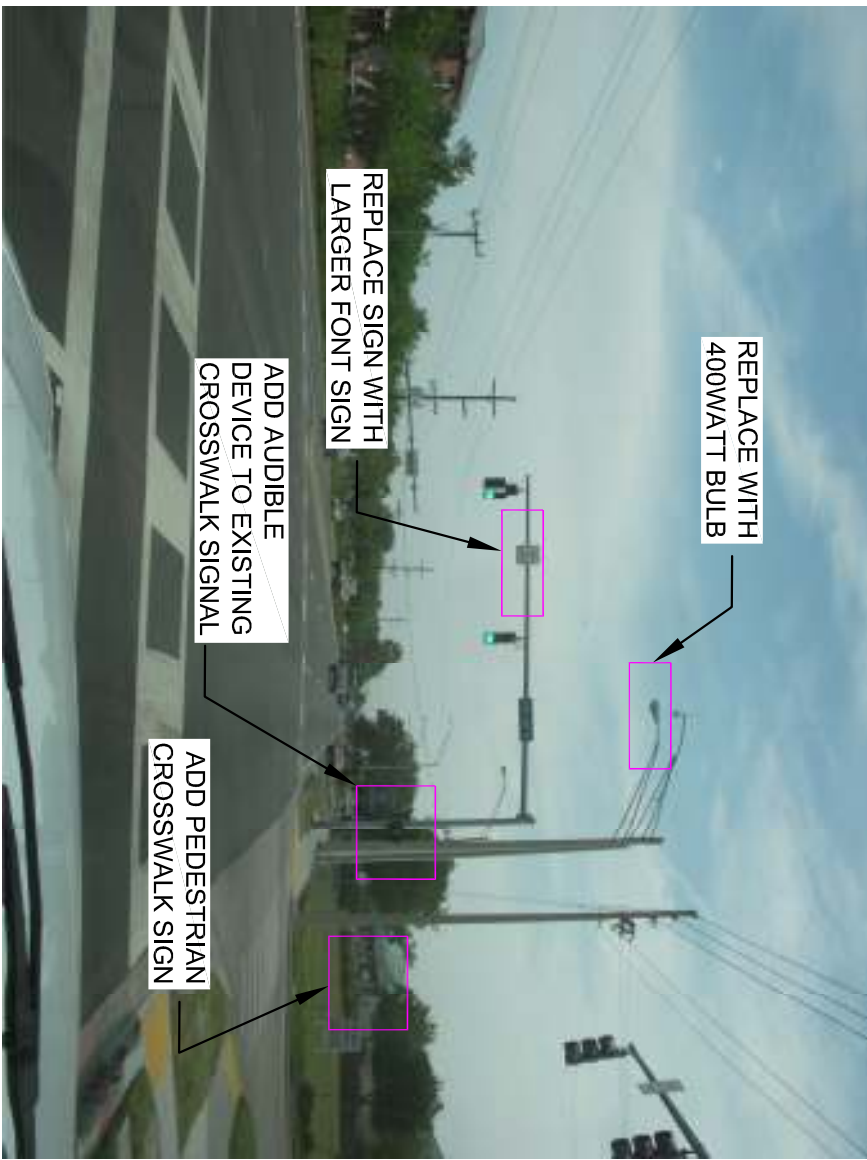 REPLACE WITH
400WATT BULB
REPLACE SIGN WITH
LARGER FONT SIGN
ADD AUDIBLE
DEVICE TO EXISTING
CROSSWALK SIGNAL
ADD PEDESTRIAN
CROSSWALK SIGN